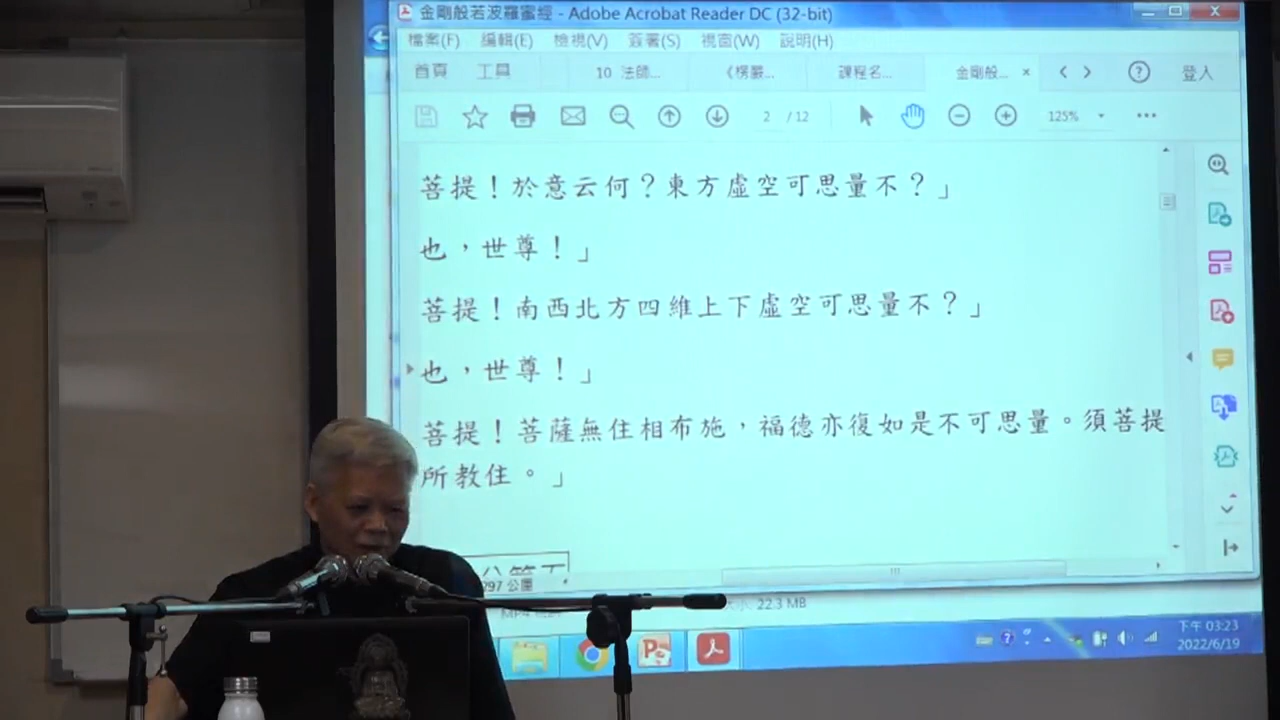 金剛般若波羅蜜經 - Adobe Acrobat Reader DC (32-bit)
檔案(F) 編輯(E) 檢視(V) 簽署(S) 視窗(W) 說明(H)
首頁 工具 10 法師... 《楞嚴... 課程名... 金剛般... × 登入
2 / 12 125%
菩提！於意云何？東方虛空可思量不？」
也，世尊！」
菩提！南西北方四維上下虛空可思量不？」
也，世尊！」
菩提！菩薩無住相布施，福德亦復如是不可思量。須菩提
所教住。」
297 公厘
22.3 MB
下午 03:23
2022/6/19